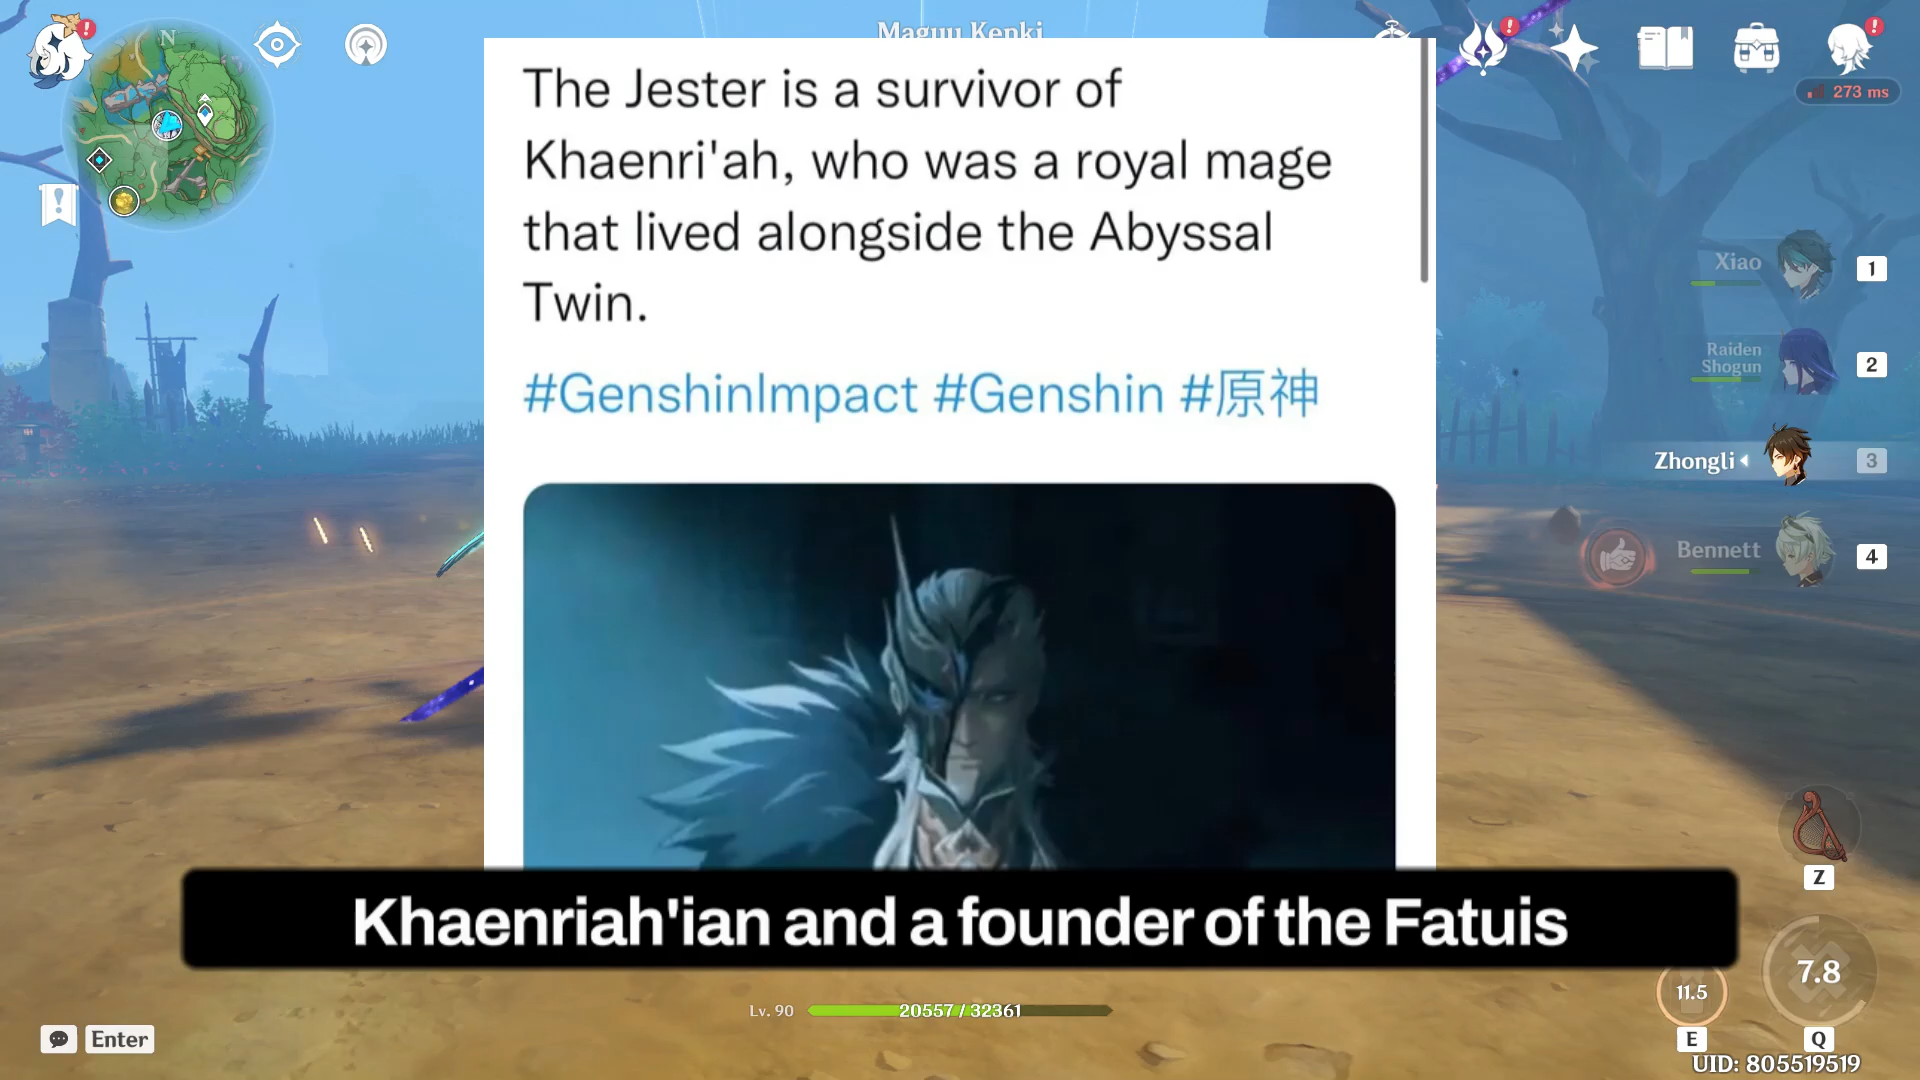 Maguu Kenki
N
273 ms
The Jester is a survivor of
Khaenri'ah, who was a royal mage
that lived alongside the Abyssal
Twin.
#GenshinImpact #Genshin #原神
Xiao
1
Raiden
Shogun
2
Zhongli
3
Bennett
4
Z
Khaenriah'ian and a founder of the Fatuis
7.8
11.5
Lv. 90
20557 / 32361
Enter
E
Q
UID: 805519519